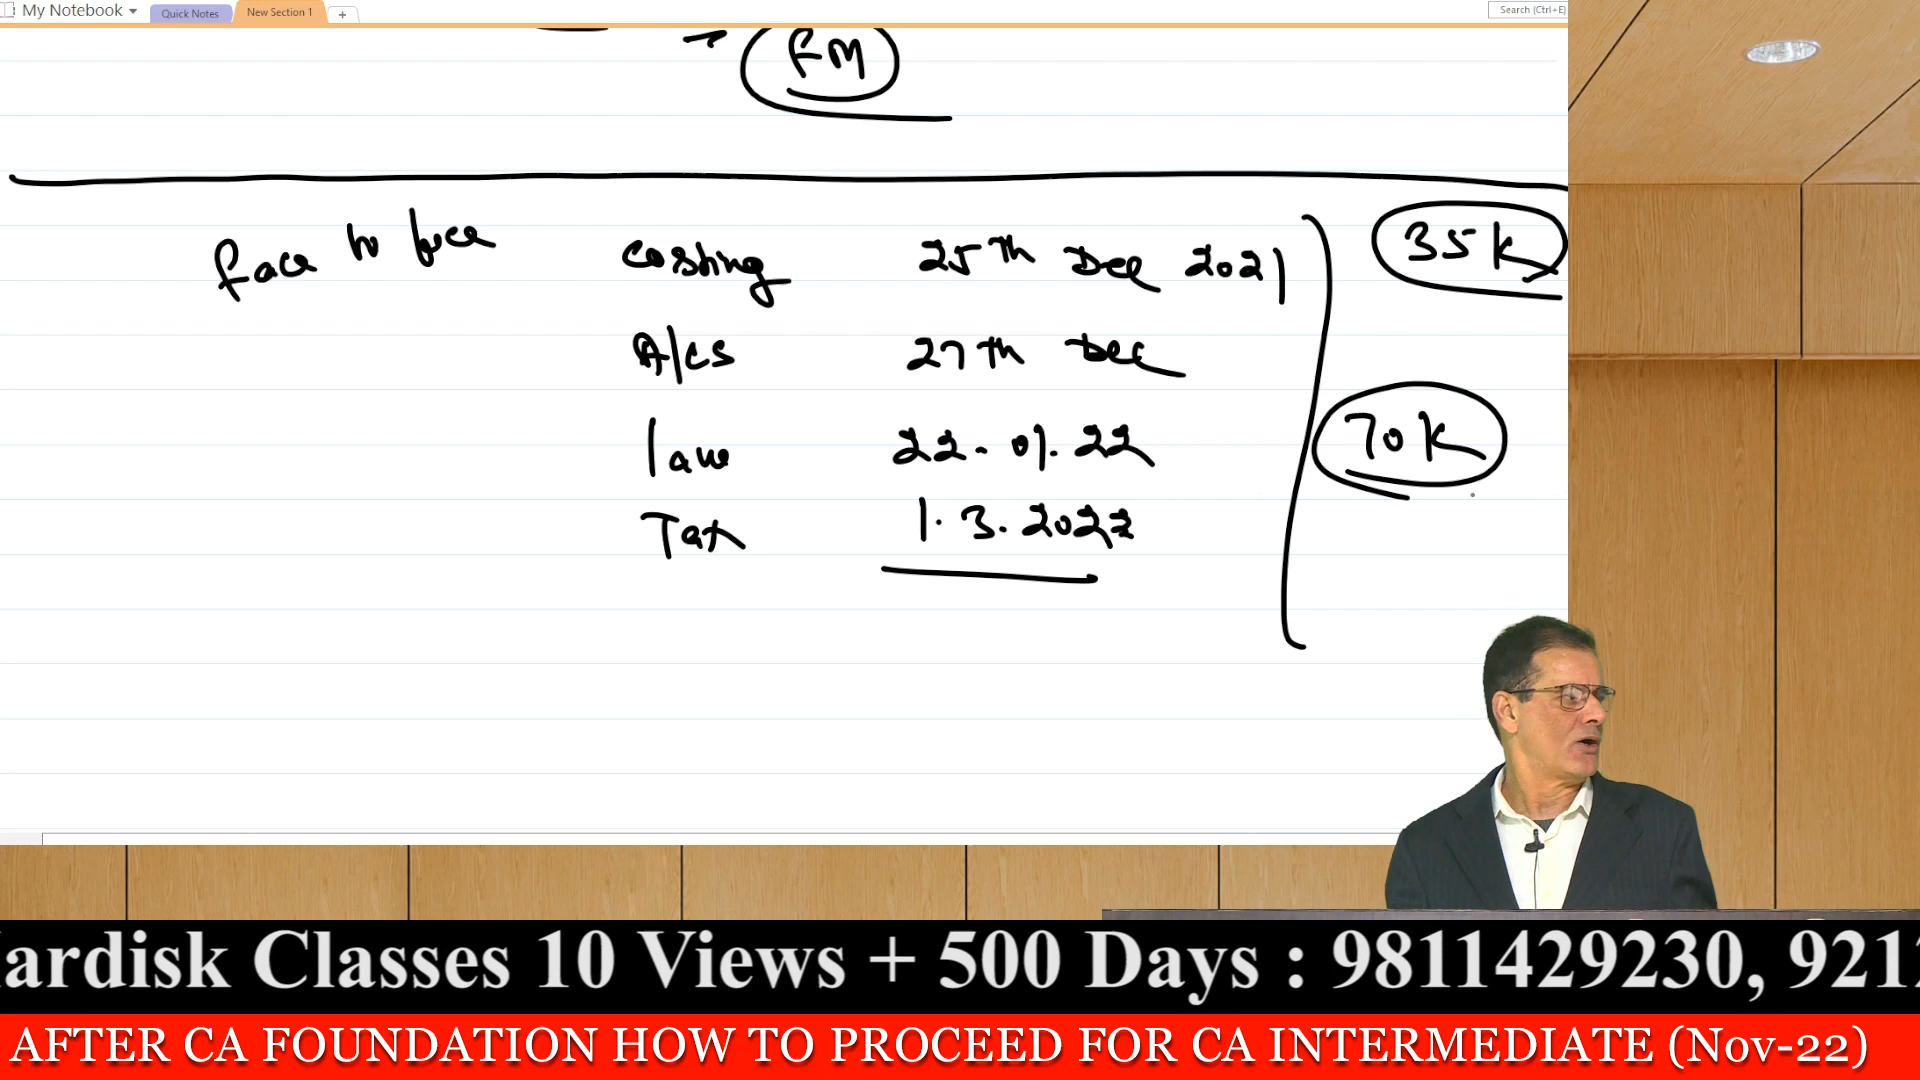 My Notebook
Quick Notes
New Section 1
+
Search (Ctrl+E)
FM
face to face
Costing 25th Dec 2021
35k
A/cs 27th Dec
70k
law 22-01.22
Tax 1.3.2022
ardisk Classes 10 Views + 500 Days : 9811429230, 921
AFTER CA FOUNDATION HOW TO PROCEED FOR CA INTERMEDIATE (Nov-22)